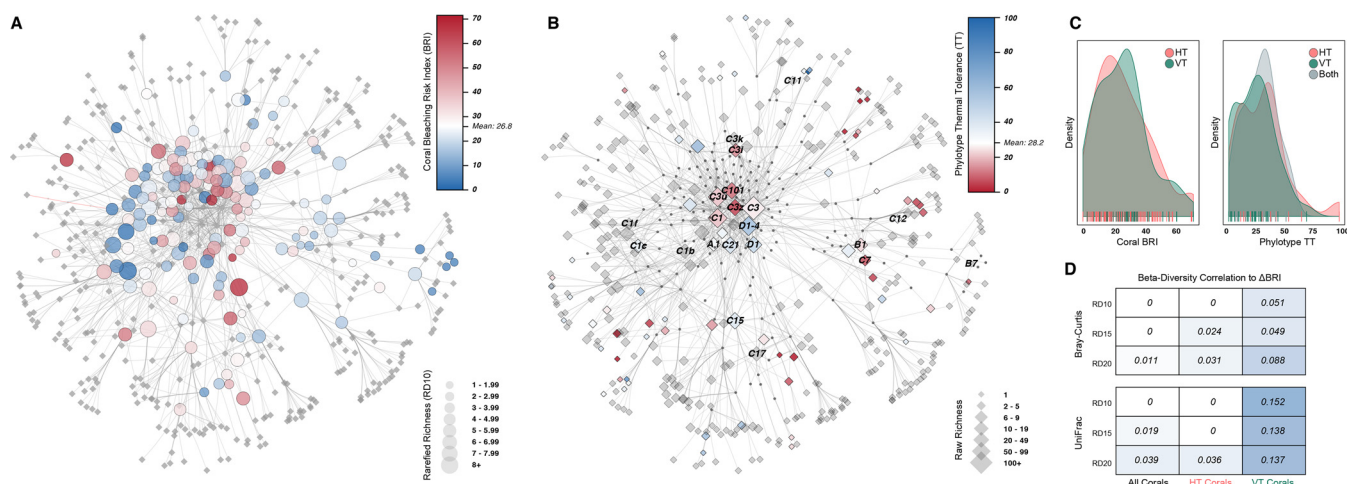 A
Coral Bleaching Risk Index (BRI)
70
60
50
40
30
Mean: 26.8
20
10
0
Rarefied Richness (RD10)
1 - 1.99
2 - 2.99
3 - 3.99
4 - 4.99
5 - 5.99
6 - 6.99
7 - 7.99
8+
B
Phylotype Thermal Tolerance (TT)
100
80
60
40
Mean: 28.2
20
0
C11
C3k
C3i
C101
C3u
C3z
C3
C1
D1-4
C1f
C1c
C1b
A1
C21
D1
C12
B1
C7
B7
C15
C17
Raw Richness
1
2 - 5
6 - 9
10 - 19
20 - 49
50 - 99
100+
C
HT
VT
Density
0 20 40 60
Coral BRI
HT
VT
Both
Density
0 20 40 60 80 100
Phylotype TT
D
Beta-Diversity Correlation to ΔBRI
Bray-Curtis
RD10 0 0 0.051
RD15 0 0.024 0.049
RD20 0.011 0.031 0.088
UniFrac
RD10 0 0 0.152
RD15 0.019 0 0.138
RD20 0.039 0.036 0.137
All Corals HT Corals VT Corals